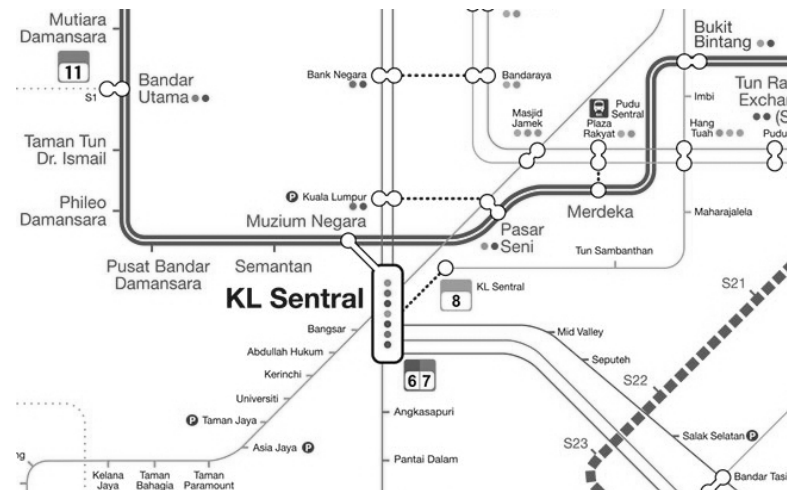 Mutiara
Damansara
11
S1
Bandar
Utama
Taman Tun
Dr. Ismail
Phileo
Damansara
Pusat Bandar
Damansara
Semantan
Muzium Negara
Bank Negara
Bandaraya
Masjid
Jamek
Plaza
Rakyat
Pudu
Sentral
Bukit
Bintang
Imbi
Hang
Tuah
Pudu
P Kuala Lumpur
Pasar
Seni
Merdeka
Maharajalela
Tun Sambanthan
KL Sentral
8
KL Sentral
6 7
Bangsar
Abdullah Hukum
Kerinchi
Universiti
P Taman Jaya
Asia Jaya P
Kelana
Jaya
Taman
Bahagia
Taman
Paramount
Angkasapuri
Pantai Dalam
Mid Valley
Seputeh
Salak Selatan P
S21
S22
S23